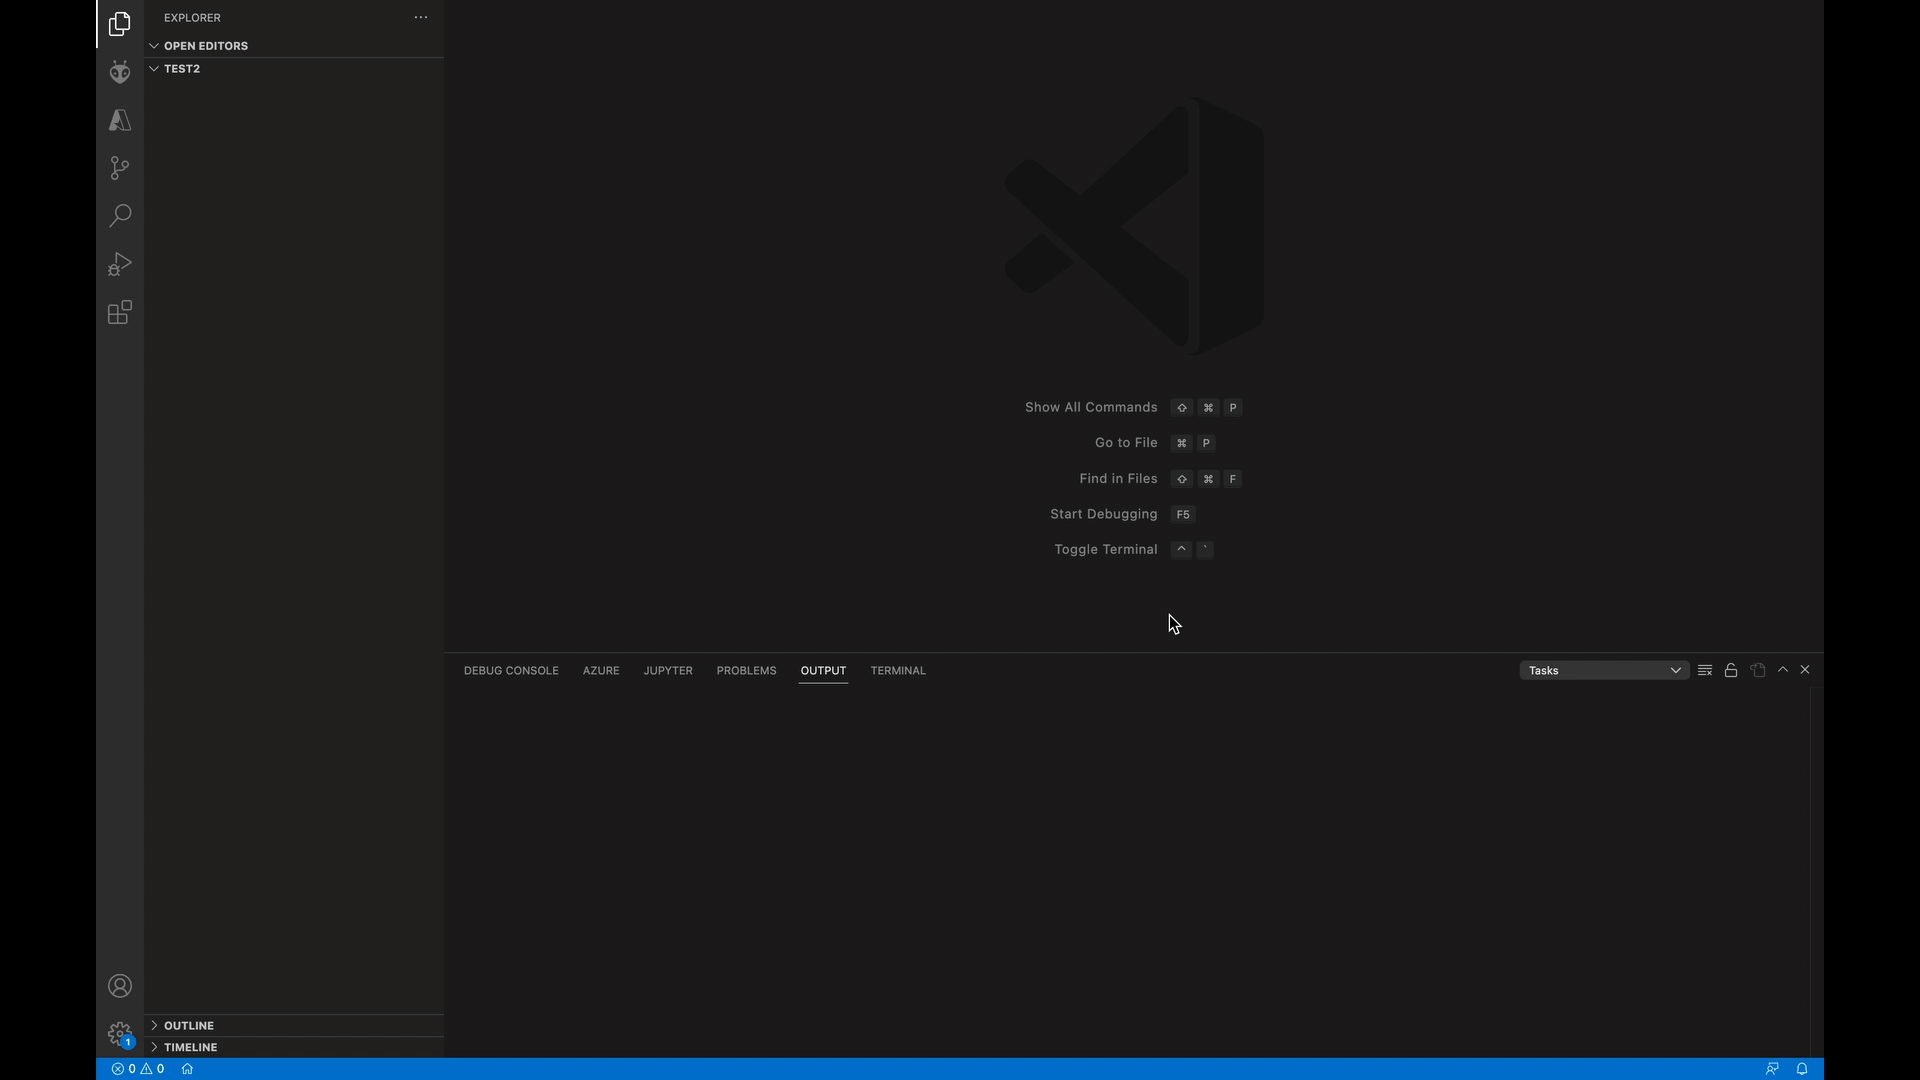 EXPLORER
OPEN EDITORS
TEST2
Show All Commands ⇧ ⌘ P
Go to File ⌘ P
Find in Files ⇧ ⌘ F
Start Debugging F5
Toggle Terminal ^ `
DEBUG CONSOLE AZURE JUPYTER PROBLEMS OUTPUT TERMINAL Tasks
OUTLINE
1
TIMELINE
0 0